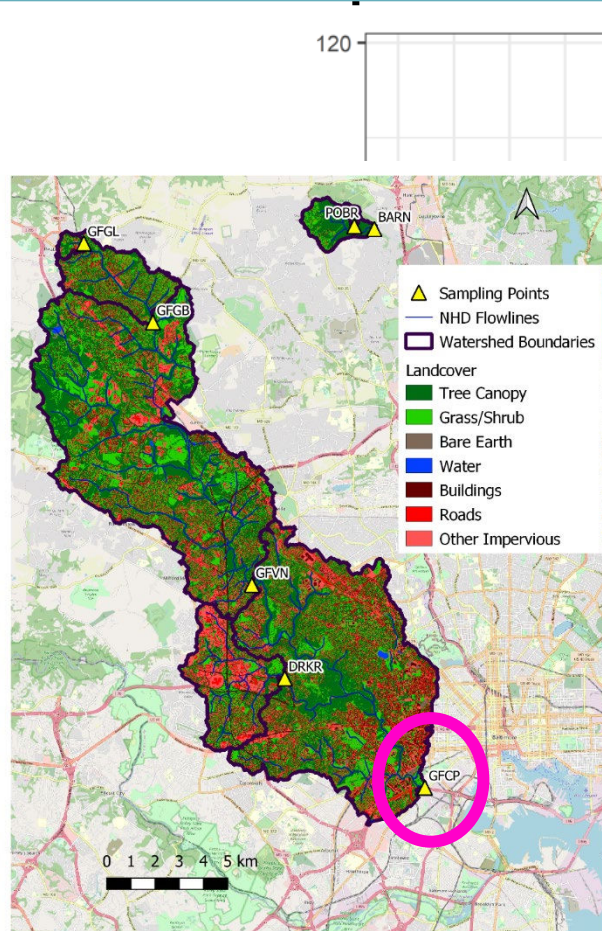 120
POBR
BARN
GFGL
GFGB
Sampling Points
NHD Flowlines
Watershed Boundaries
Landcover
Tree Canopy
Grass/Shrub
Bare Earth
Water
Buildings
Roads
Other Impervious
GFVN
DRKR
Baltimore
GFCP
0 1 2 3 4 5 km